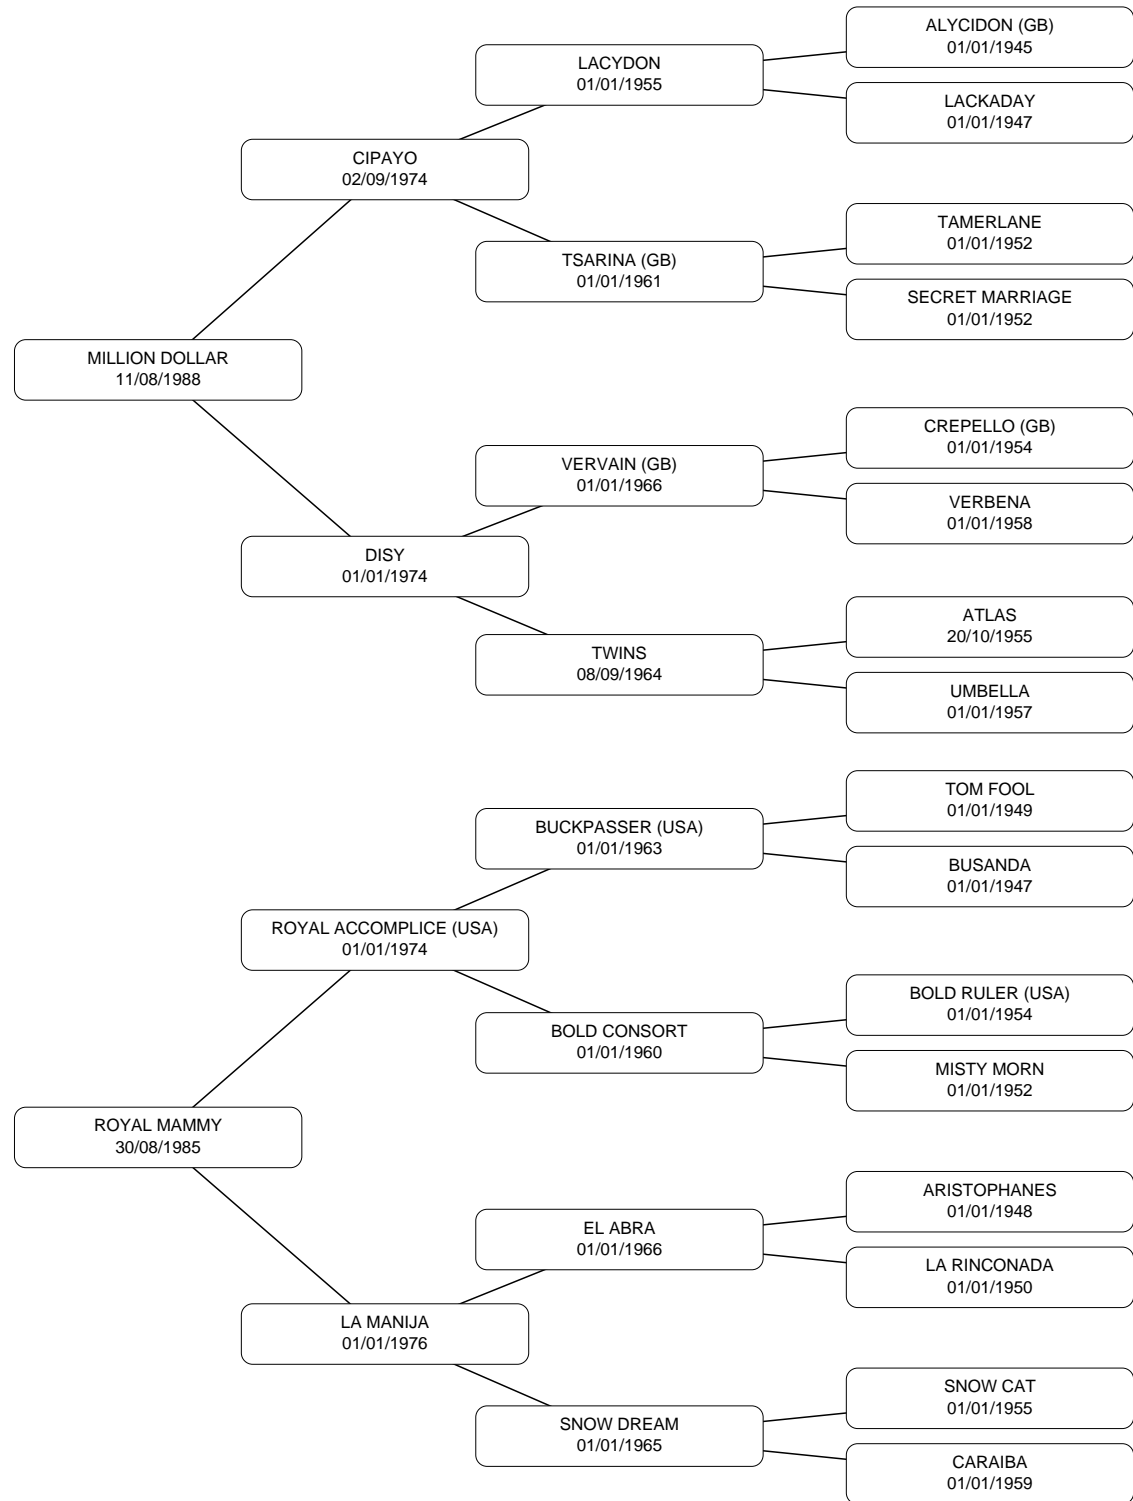 ALYCIDON (GB)
01/01/1945
LACYDON
01/01/1955
LACKADAY
01/01/1947
CIPAYO
02/09/1974
TAMERLANE
01/01/1952
TSARINA (GB)
01/01/1961
SECRET MARRIAGE
01/01/1952
MILLION DOLLAR
11/08/1988
CREPELLO (GB)
01/01/1954
VERVAIN (GB)
01/01/1966
VERBENA
01/01/1958
DISY
01/01/1974
ATLAS
20/10/1955
TWINS
08/09/1964
UMBELLA
01/01/1957
TOM FOOL
01/01/1949
BUCKPASSER (USA)
01/01/1963
BUSANDA
01/01/1947
ROYAL ACCOMPLICE (USA)
01/01/1974
BOLD RULER (USA)
01/01/1954
BOLD CONSORT
01/01/1960
MISTY MORN
01/01/1952
ROYAL MAMMY
30/08/1985
ARISTOPHANES
01/01/1948
EL ABRA
01/01/1966
LA RINCONADA
01/01/1950
LA MANIJA
01/01/1976
SNOW CAT
01/01/1955
SNOW DREAM
01/01/1965
CARAIBA
01/01/1959